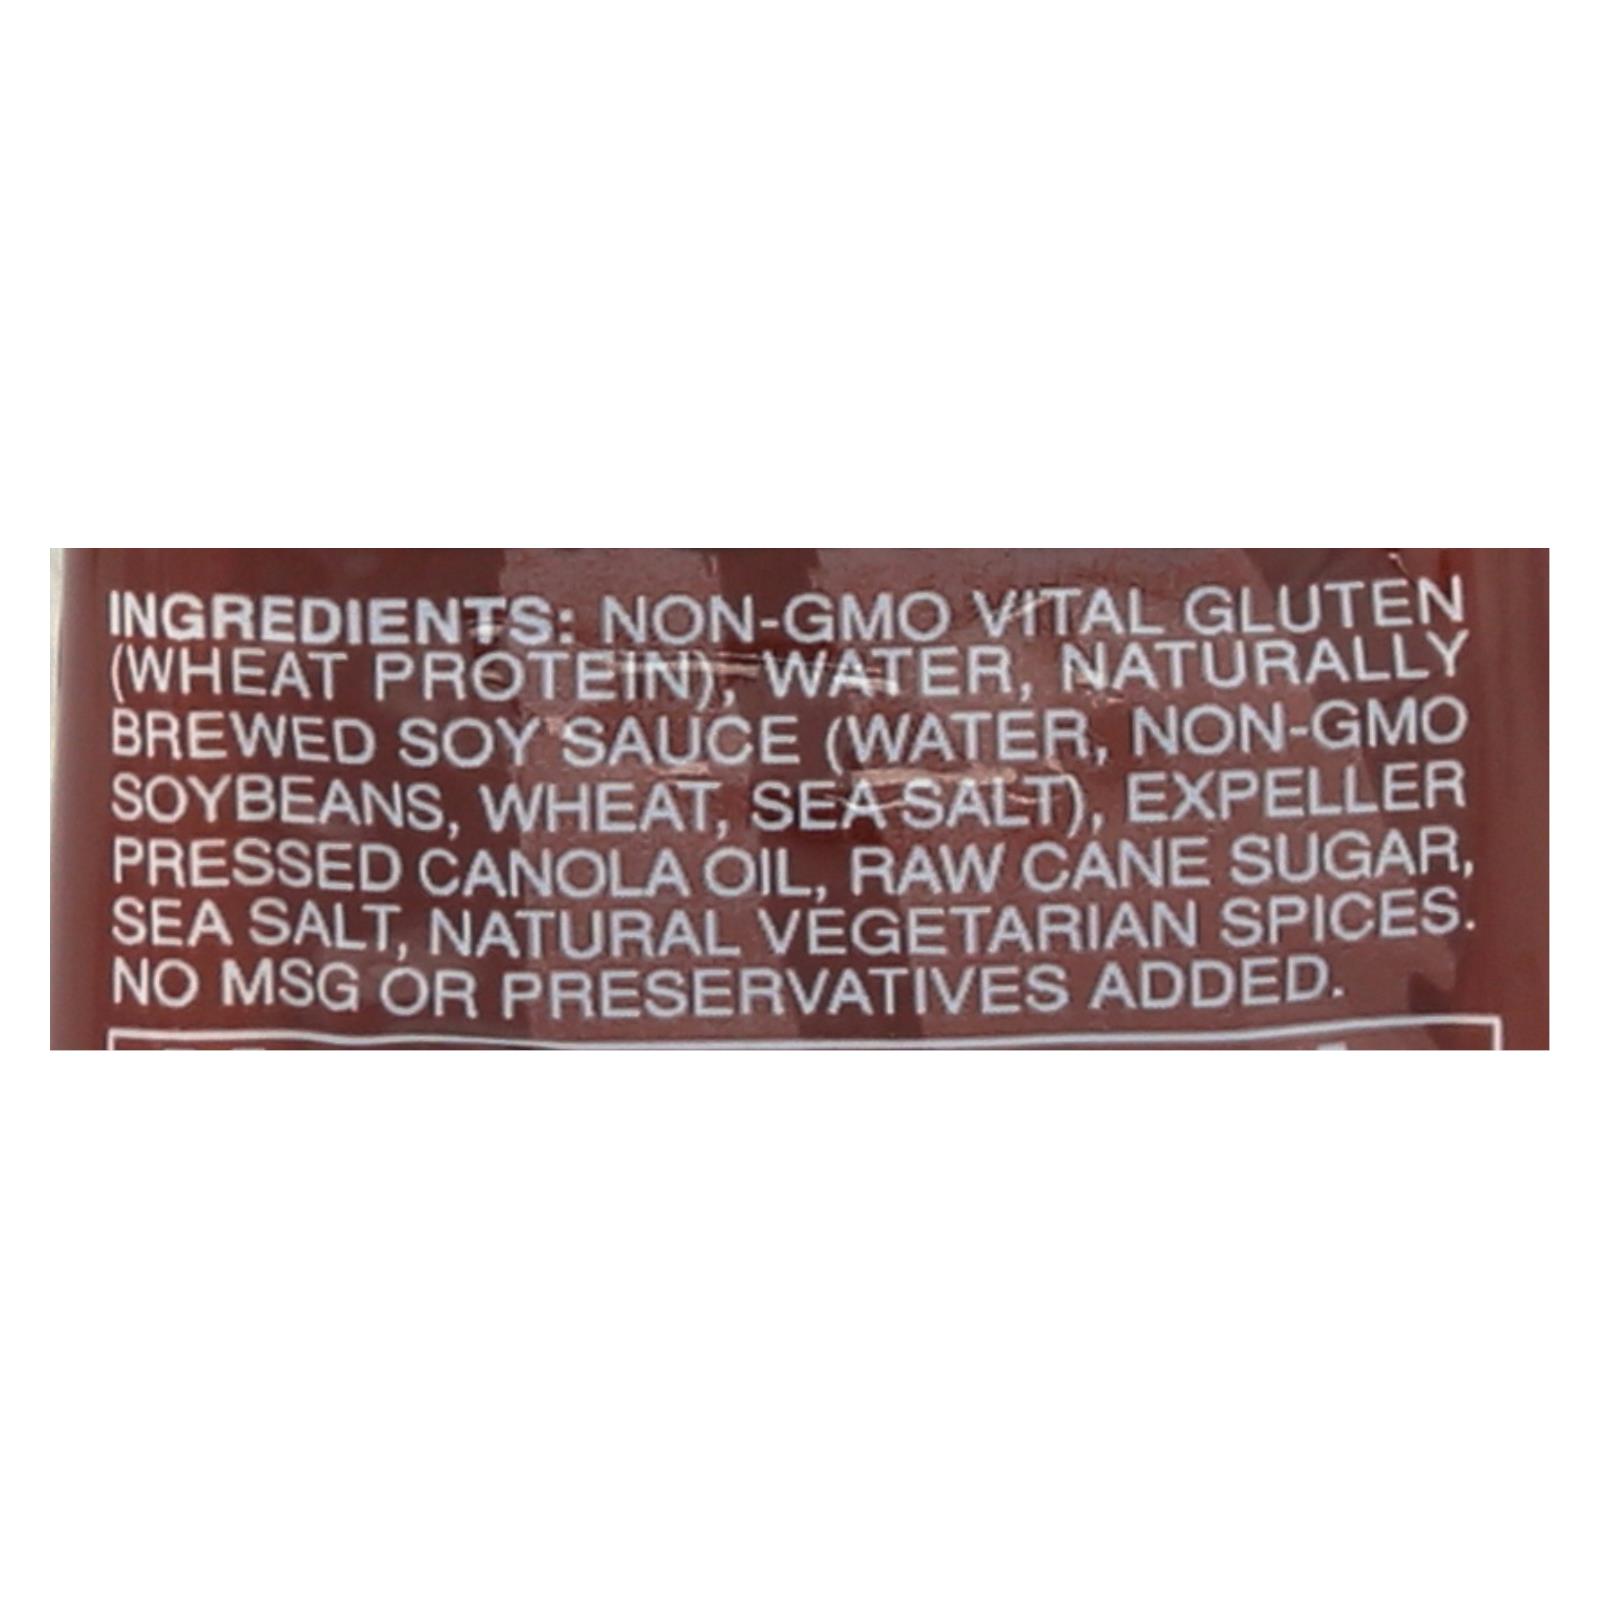 INGREDIENTS: NON-GMO VITAL GLUTEN
(WHEAT PROTEIN), WATER, NATURALLY
BREWED SOY SAUCE (WATER, NON-GMO
SOYBEANS, WHEAT, SEA SALT), EXPELLER
PRESSED CANOLA OIL, RAW CANE SUGAR,
SEA SALT, NATURAL VEGETARIAN SPICES.
NO MSG OR PRESERVATIVES ADDED.